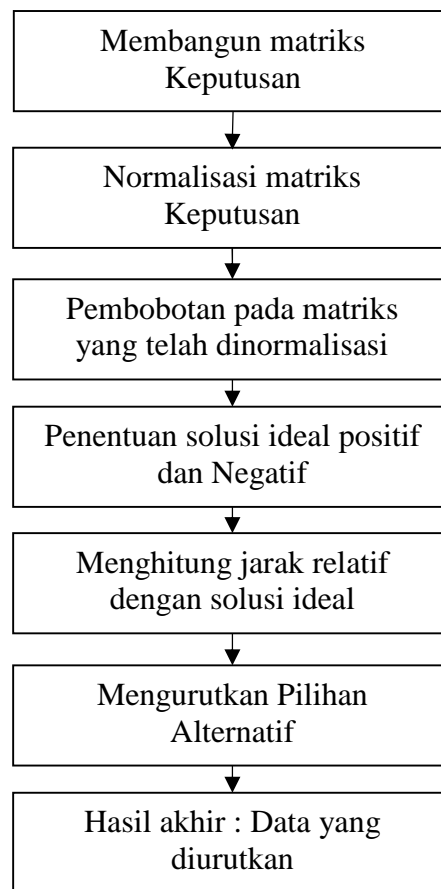 Membangun matriks
Keputusan
Normalisasi matriks
Keputusan
Pembobotan pada matriks
yang telah dinormalisasi
Penentuan solusi ideal positif
dan Negatif
Menghitung jarak relatif
dengan solusi ideal
Mengurutkan Pilihan
Alternatif
Hasil akhir : Data yang
diurutkan